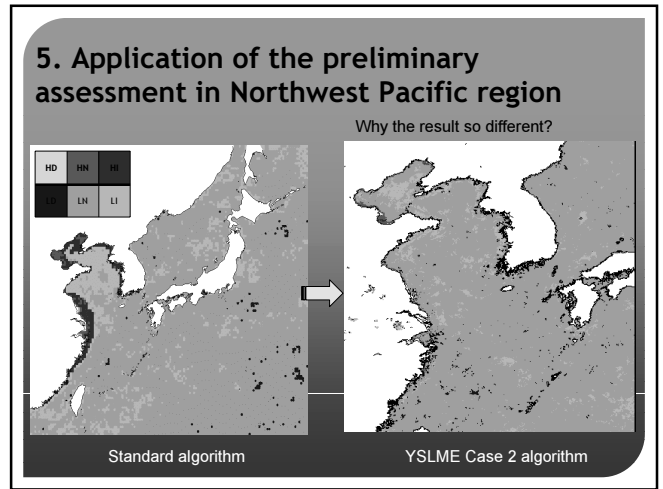 5. Application of the preliminary
assessment in Northwest Pacific region
Why the result so different?
HD HN HI
LD LN LI
Standard algorithm
YSLME Case 2 algorithm